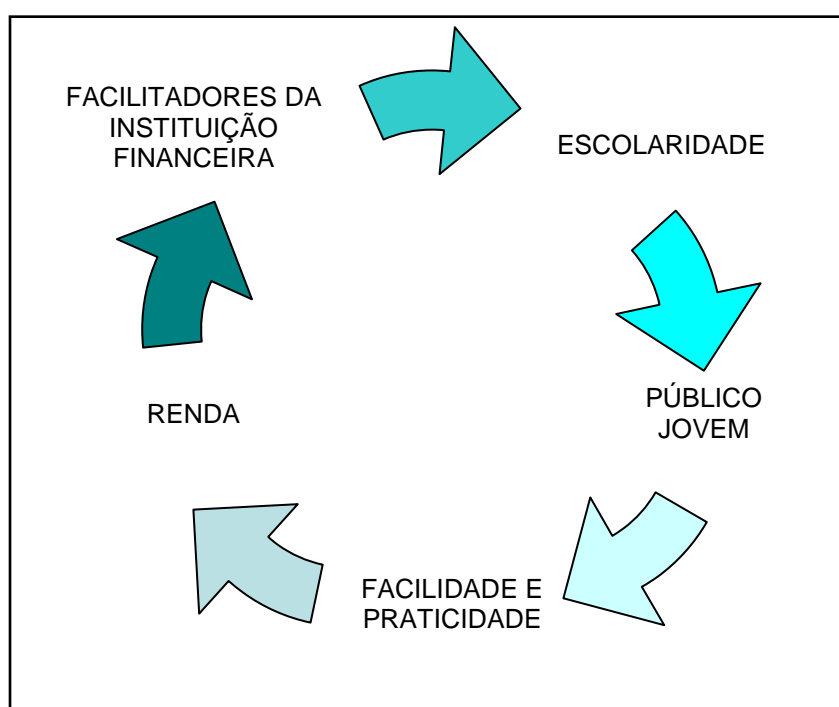 FACILITADORES DA
INSTITUIÇÃO
FINANCEIRA
ESCOLARIDADE
PÚBLICO
JOVEM
FACILIDADE E
PRATICIDADE
RENDA